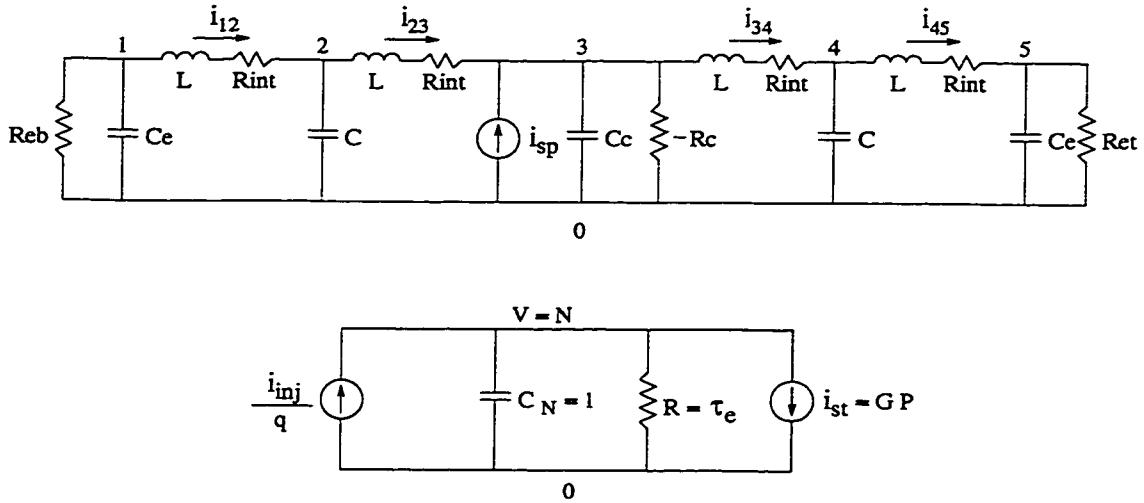 i12 i23 i34 i45
1 2 3 4 5
L Rint L Rint L Rint L Rint
Reb Ce C isp Cc -Rc C Ce Ret
0
V = N
iinj
q
CN = 1 R = τe ist = G P
0